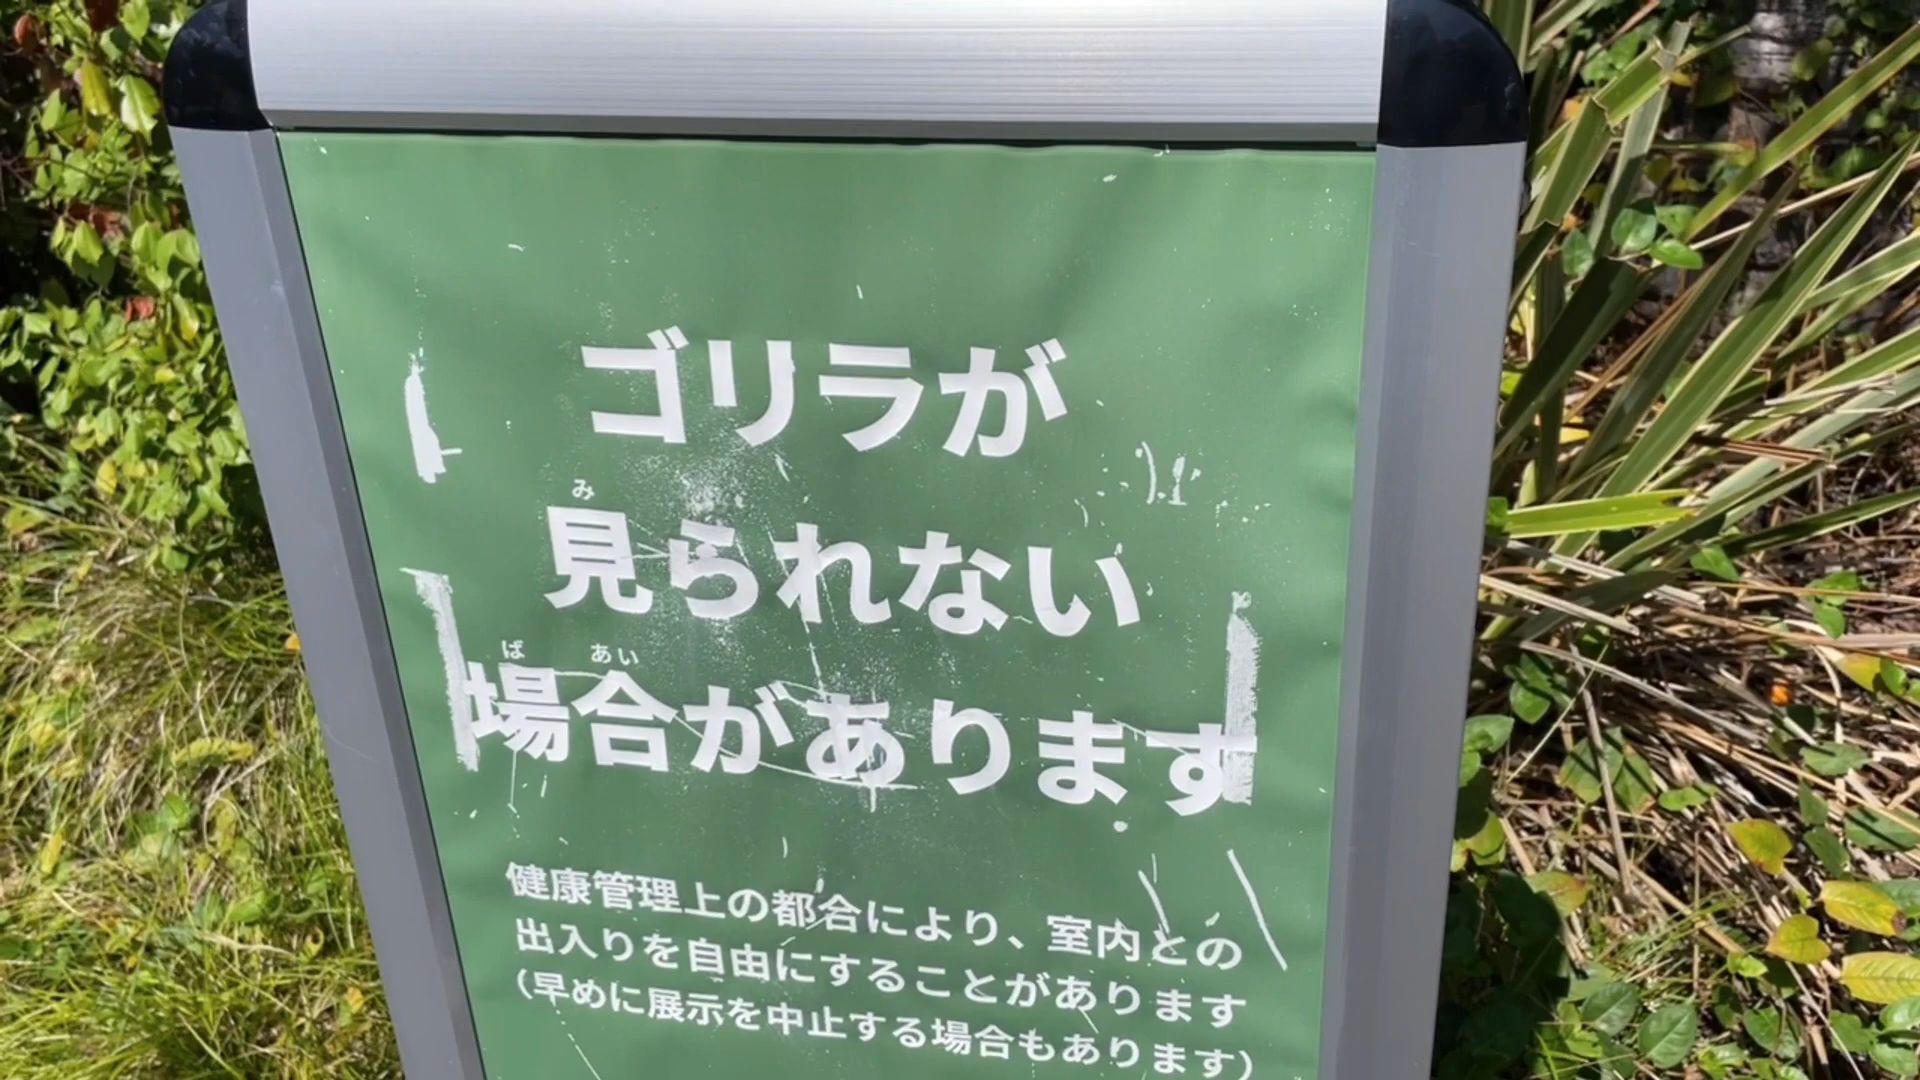 ゴリラが
み
見られない
ば あい
場合があります
健康管理上の都合により、室内との
出入りを自由にすることがあります
(早めに展示を中止する場合もあります)